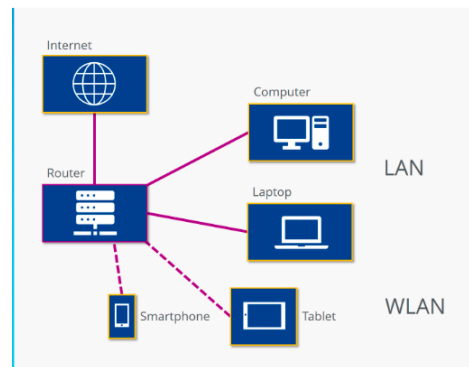 Internet
Computer
LAN
Router
Laptop
Smartphone
Tablet
WLAN